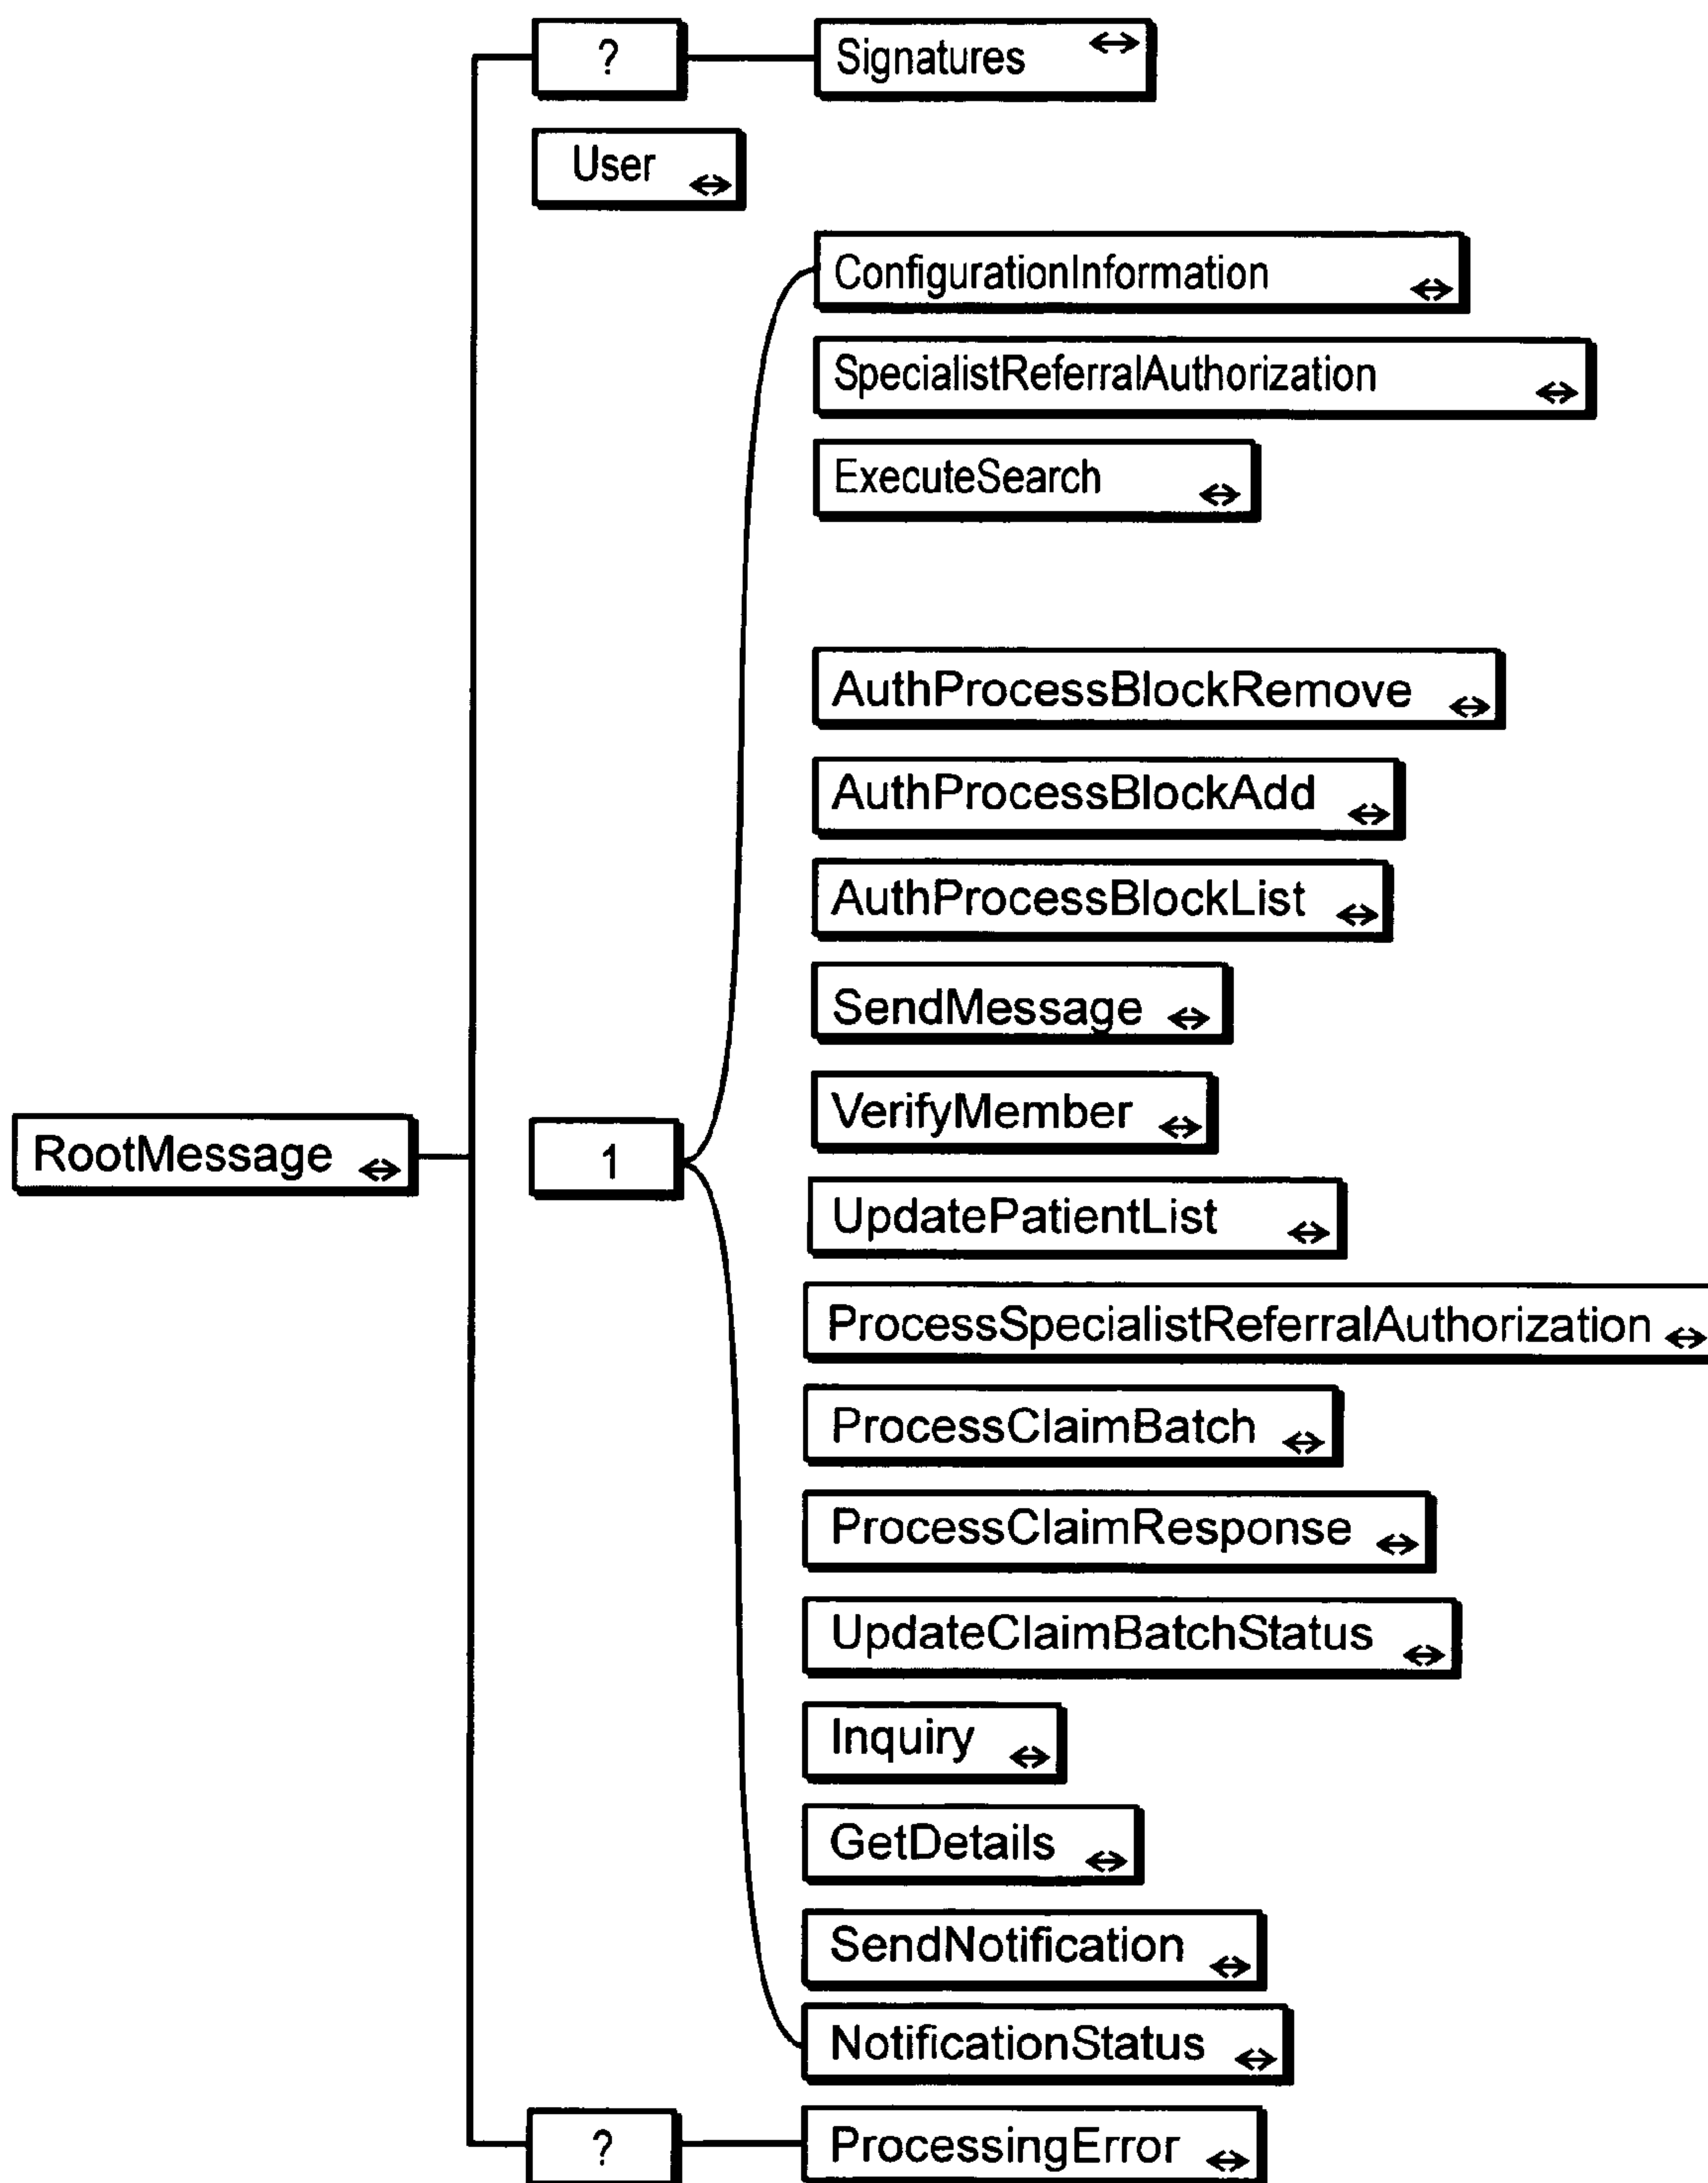 ?
Signatures
User
ConfigurationInformation
SpecialistReferralAuthorization
ExecuteSearch
AuthProcessBlockRemove
AuthProcessBlockAdd
AuthProcessBlockList
SendMessage
RootMessage
1
VerifyMember
UpdatePatientList
ProcessSpecialistReferralAuthorization
ProcessClaimBatch
ProcessClaimResponse
UpdateClaimBatchStatus
Inquiry
GetDetails
SendNotification
NotificationStatus
?
ProcessingError